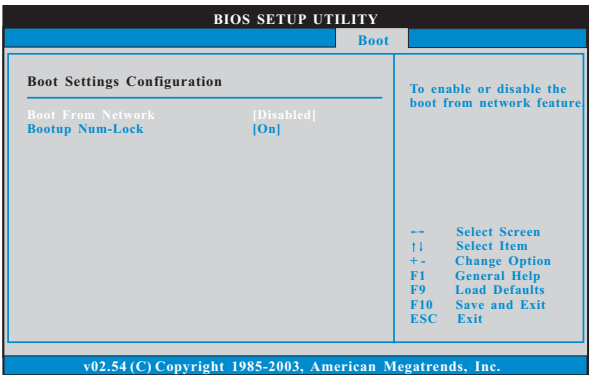 BIOS SETUP UTILITY
Boot
Boot Settings Configuration
Boot From Network [Disabled]
Bootup Num-Lock [On]
To enable or disable the
boot from network feature.
←→ Select Screen
↑↓ Select Item
+ - Change Option
F1 General Help
F9 Load Defaults
F10 Save and Exit
ESC Exit
v02.54 (C) Copyright 1985-2003, American Megatrends, Inc.